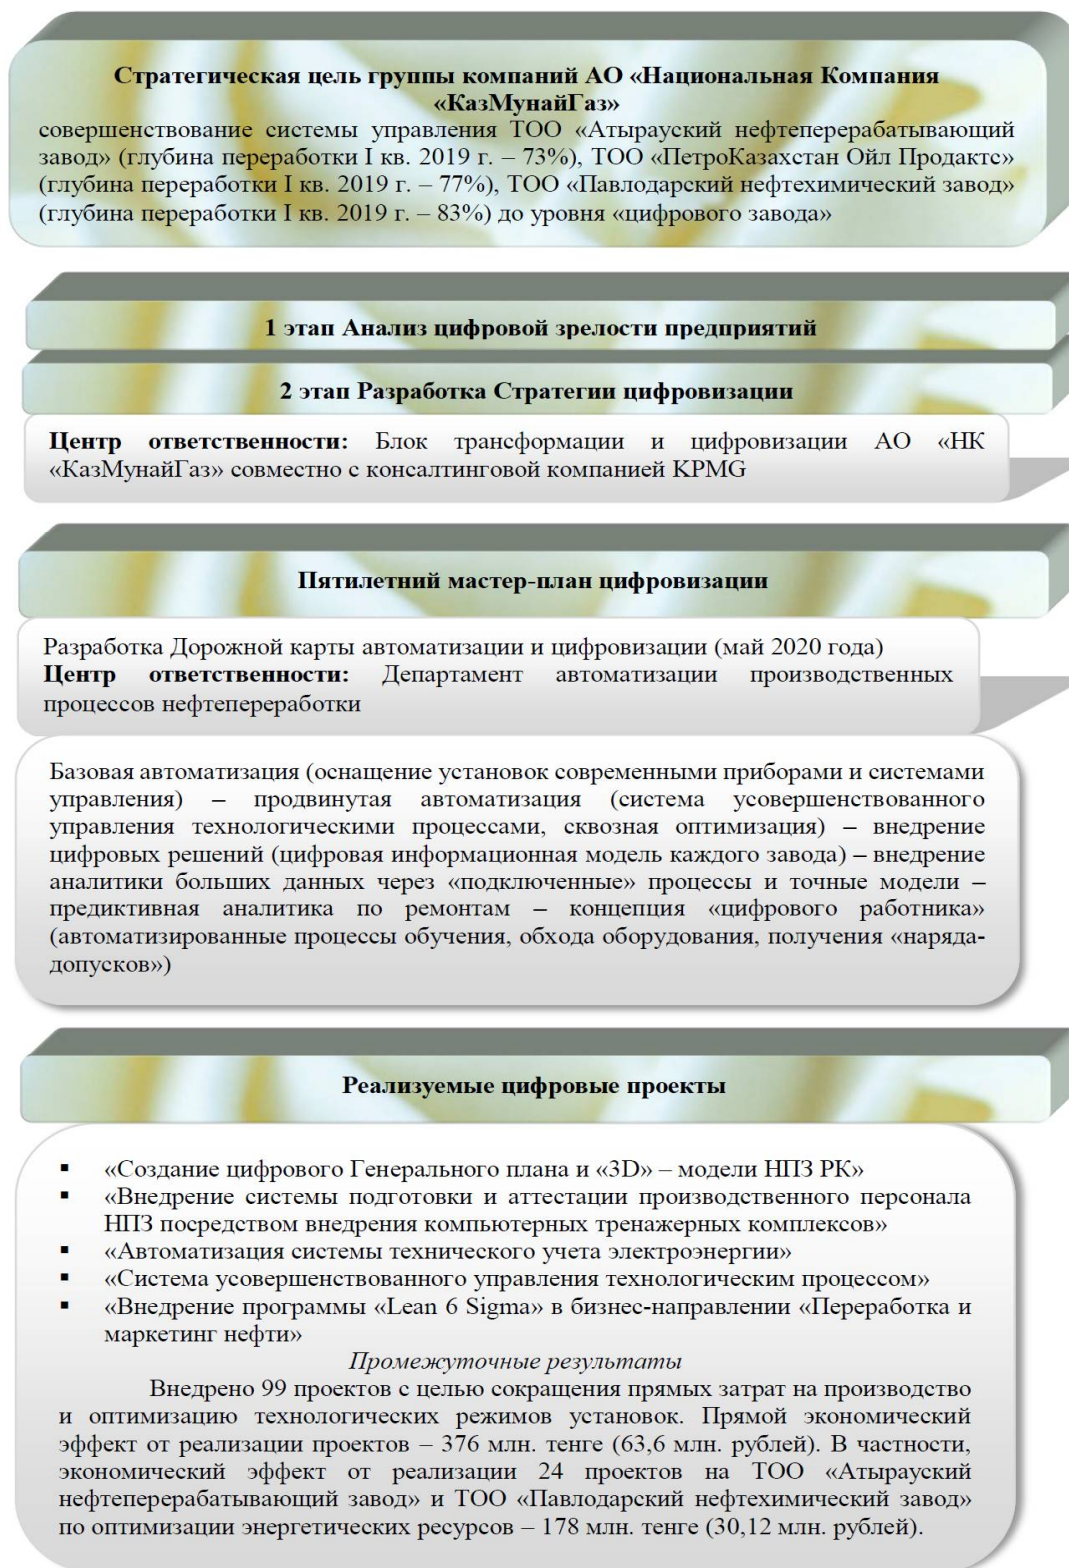 Стратегическая цель группы компаний АО «Национальная Компания
«КазМунайГаз»
совершенствование системы управления ТОО «Атырауский нефтеперерабатывающий
завод» (глубина переработки I кв. 2019 г. – 73%), ТОО «ПетроКазахстан Ойл Продактс»
(глубина переработки I кв. 2019 г. – 77%), ТОО «Павлодарский нефтехимический завод»
(глубина переработки I кв. 2019 г. – 83%) до уровня «цифрового завода»
1 этап Анализ цифровой зрелости предприятий
2 этап Разработка Стратегии цифровизации
Центр ответственности: Блок трансформации и цифровизации АО «НК
«КазМунайГаз» совместно с консалтинговой компанией KPMG
Пятилетний мастер-план цифровизации
Разработка Дорожной карты автоматизации и цифровизации (май 2020 года)
Центр ответственности: Департамент автоматизации производственных
процессов нефтепереработки
Базовая автоматизация (оснащение установок современными приборами и системами
управления) – продвинутая автоматизация (система усовершенствованного
управления технологическими процессами, сквозная оптимизация) – внедрение
цифровых решений (цифровая информационная модель каждого завода) – внедрение
аналитики больших данных через «подключенные» процессы и точные модели –
предиктивная аналитика по ремонтам – концепция «цифрового работника»
(автоматизированные процессы обучения, обхода оборудования, получения «наряда-
допусков»)
Реализуемые цифровые проекты
▪ «Создание цифрового Генерального плана и «3D» – модели НПЗ РК»
▪ «Внедрение системы подготовки и аттестации производственного персонала
НПЗ посредством внедрения компьютерных тренажерных комплексов»
▪ «Автоматизация системы технического учета электроэнергии»
▪ «Система усовершенствованного управления технологическим процессом»
▪ «Внедрение программы «Lean 6 Sigma» в бизнес-направлении «Переработка и
маркетинг нефти»
Промежуточные результаты
Внедрено 99 проектов с целью сокращения прямых затрат на производство
и оптимизацию технологических режимов установок. Прямой экономический
эффект от реализации проектов – 376 млн. тенге (63,6 млн. рублей). В частности,
экономический эффект от реализации 24 проектов на ТОО «Атырауский
нефтеперерабатывающий завод» и ТОО «Павлодарский нефтехимический завод»
по оптимизации энергетических ресурсов – 178 млн. тенге (30,12 млн. рублей).